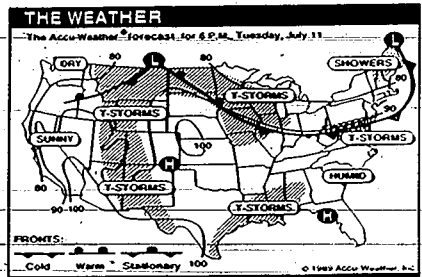 THE WEATHER
The Accu-Weather® forecast for 6 P.M., Tuesday, July 11
80
L
80
L
DRY
SHOWERS
80
T-STORMS
T-STORMS
90
SUNNY
100
T-STORMS
H
80
T-STORMS
HUMID
90-100
T-STORMS
H
FRONTS:
Cold Warm Stationary
100
© 1989 Accu-Weather, Inc.